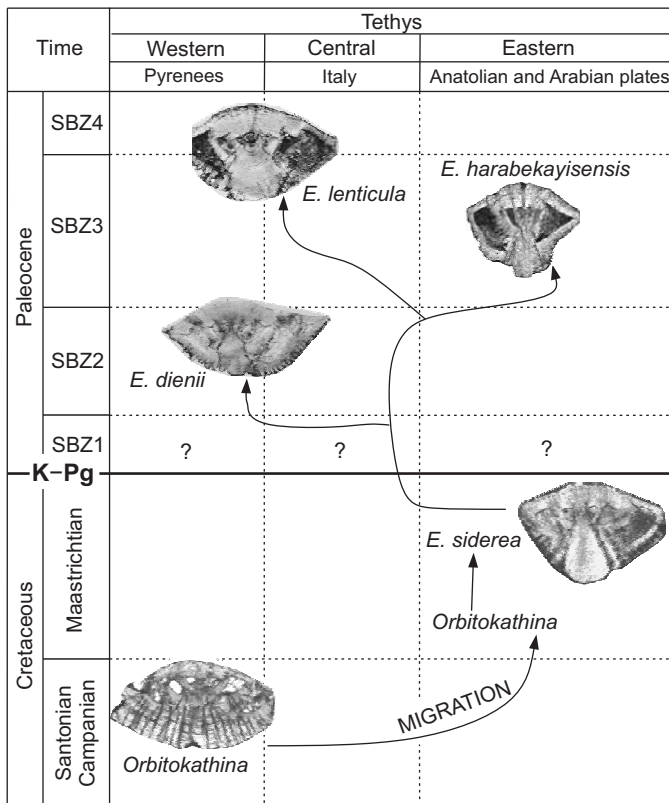 Time
Tethys
Western
Central
Eastern
Pyrenees
Italy
Anatolian and Arabian plates
Paleocene
SBZ4
E. lenticula
E. harabekayisensis
SBZ3
SBZ2
E. dienii
SBZ1
?
?
?
K–Pg
Cretaceous
Maastrichtian
E. siderea
Orbitokathina
Santonian
Campanian
MIGRATION
Orbitokathina